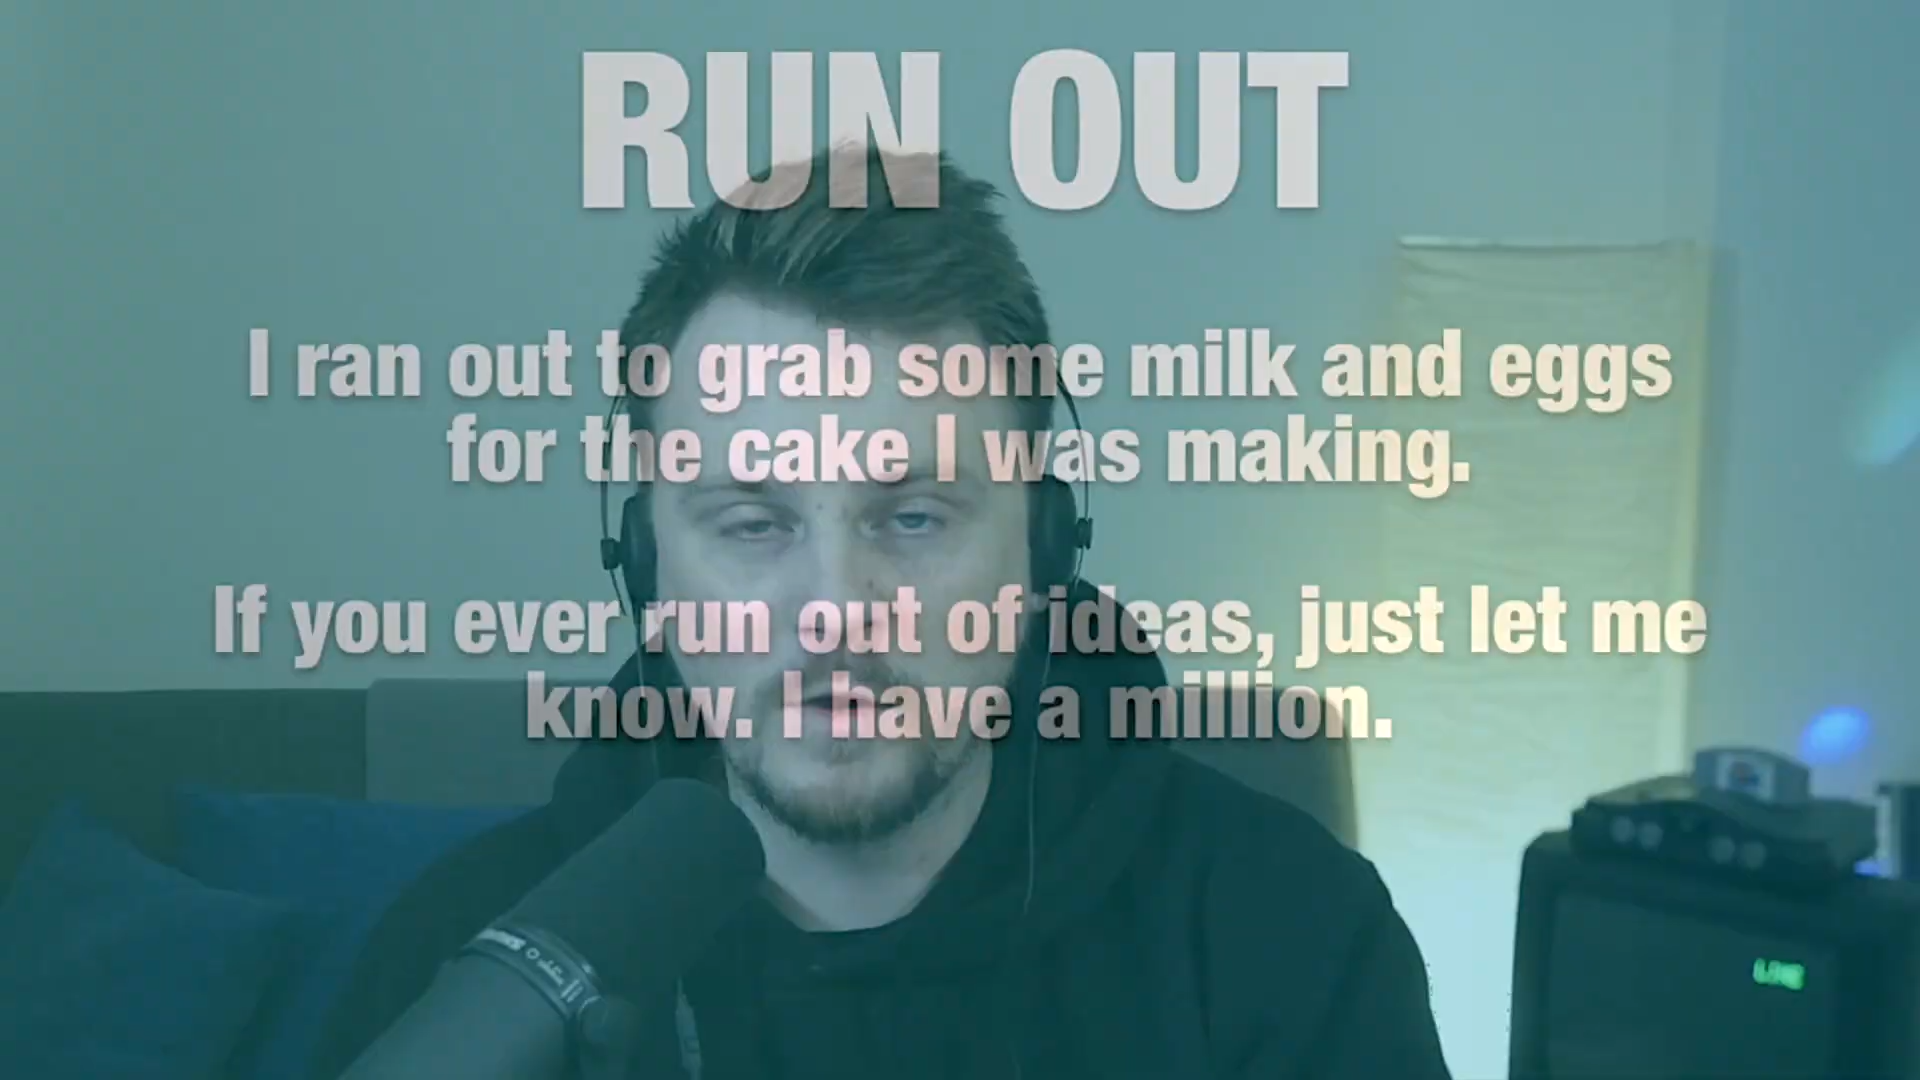 RUN OUT
I ran out to grab some milk and eggs
for the cake I was making.
If you ever run out of ideas, just let me
know. I have a million.